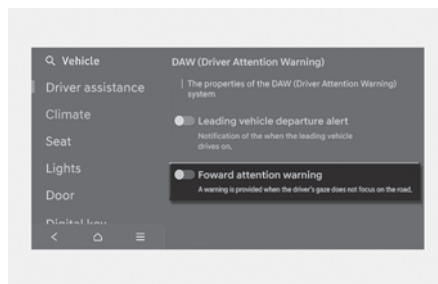 Vehicle
Driver assistance
Climate
Seat
Lights
Door
Digital key
DAW (Driver Attention Warning)
The properties of the DAW (Driver Attention Warning)
system
Leading vehicle departure alert
Notification of the when the leading vehicle
drives on,
Foward attention warning
A warning is provided when the driver's gaze does not focus on the road,